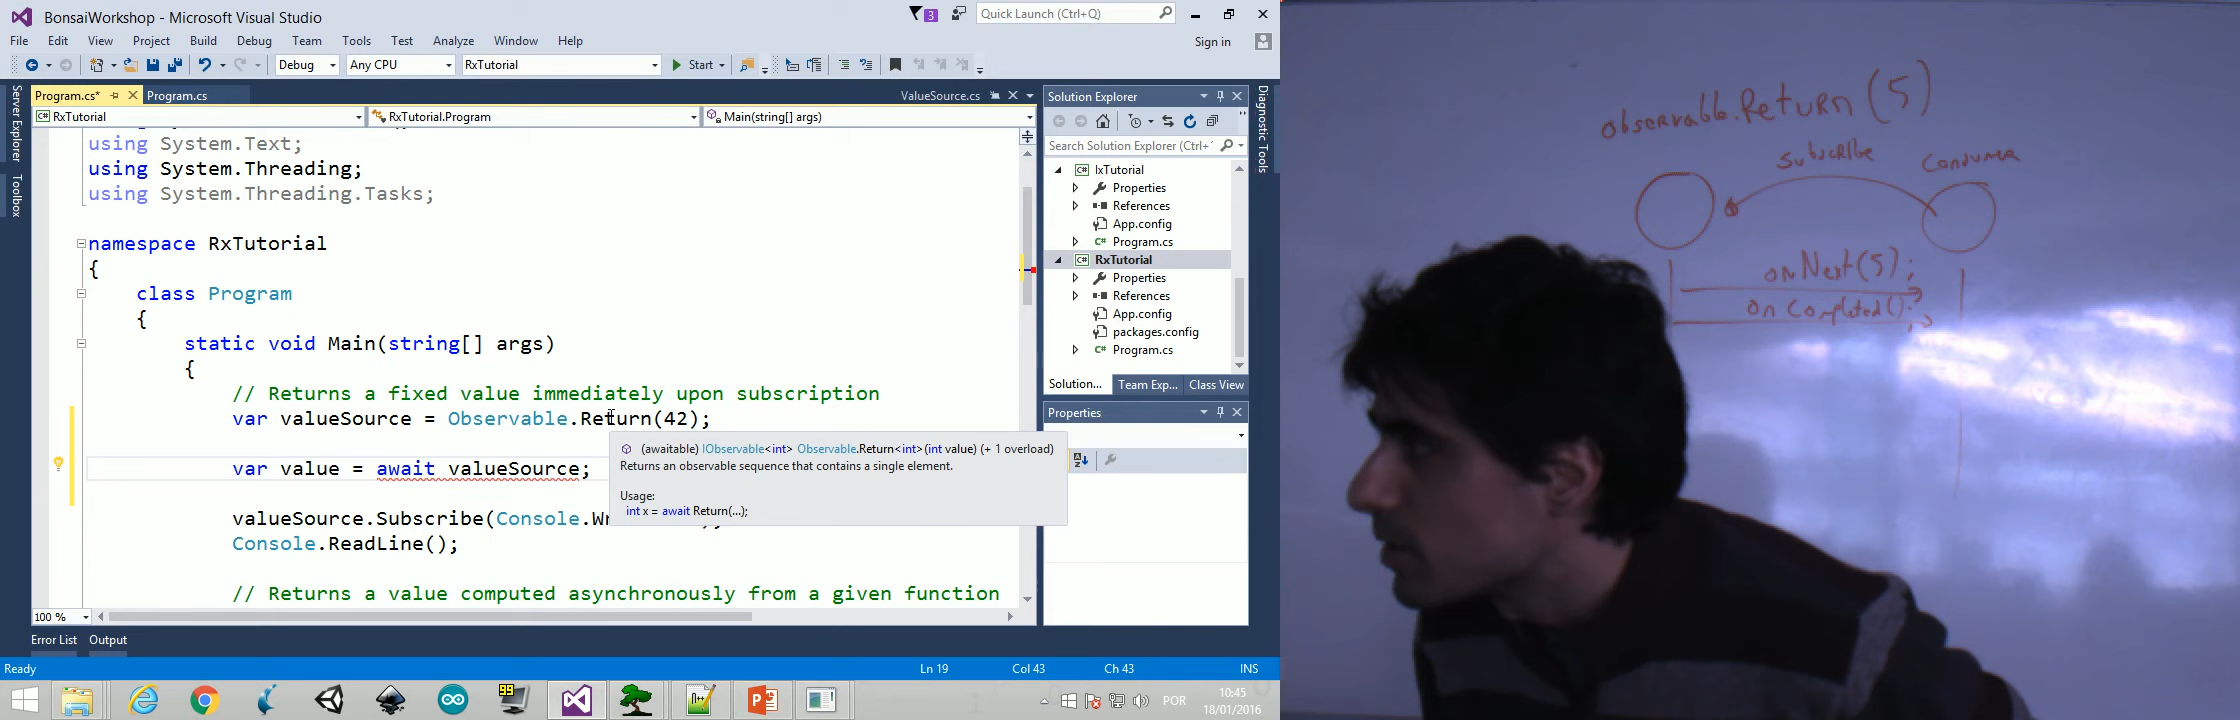 BonsaiWorkshop - Microsoft Visual Studio
3
Quick Launch (Ctrl+Q)
File Edit View Project Build Debug Team Tools Test Analyze Window Help
Sign in
Debug Any CPU RxTutorial Start
Server Explorer
Toolbox
Program.cs* Program.cs ValueSource.cs
RxTutorial RxTutorial.Program Main(string[] args)
using System.Text;
using System.Threading;
using System.Threading.Tasks;
namespace RxTutorial
{
class Program
{
static void Main(string[] args)
{
// Returns a fixed value immediately upon subscription
var valueSource = Observable.Return(42);
var value = await valueSource;
valueSource.Subscribe(Console.Wr
Console.ReadLine();
// Returns a value computed asynchronously from a given function
(awaitable) IObservable<int> Observable.Return<int>(int value) (+ 1 overload)
Returns an observable sequence that contains a single element.
Usage:
int x = await Return(...);
100 %
Error List Output
Solution Explorer
Search Solution Explorer (Ctrl+
IxTutorial
Properties
References
App.config
Program.cs
RxTutorial
Properties
References
App.config
packages.config
Program.cs
Solution... Team Exp... Class View
Properties
Diagnostic Tools
Ready Ln 19 Col 43 Ch 43 INS
99
POR
10:45
18/01/2016
observable.Return (5)
Subscribe
Consumer
onNext(5);
onCompleted();